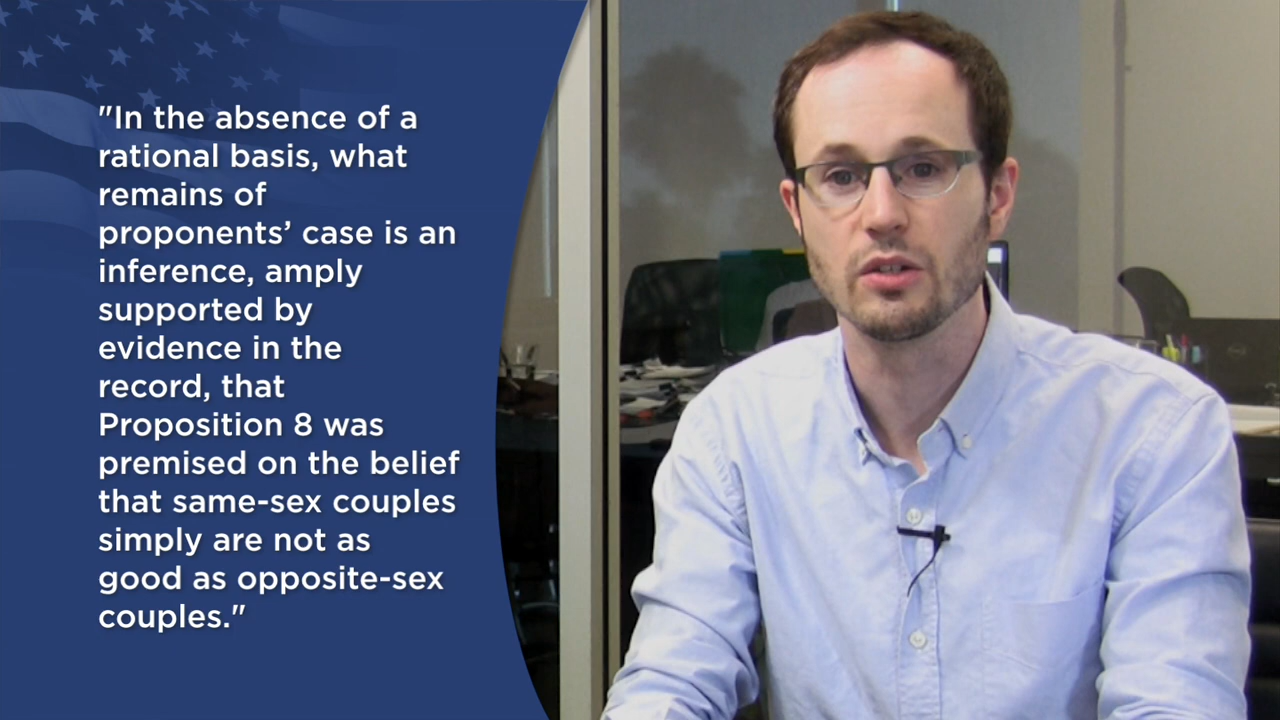 "In the absence of a
rational basis, what
remains of
proponents’ case is an
inference, amply
supported by
evidence in the
record, that
Proposition 8 was
premised on the belief
that same-sex couples
simply are not as
good as opposite-sex
couples."